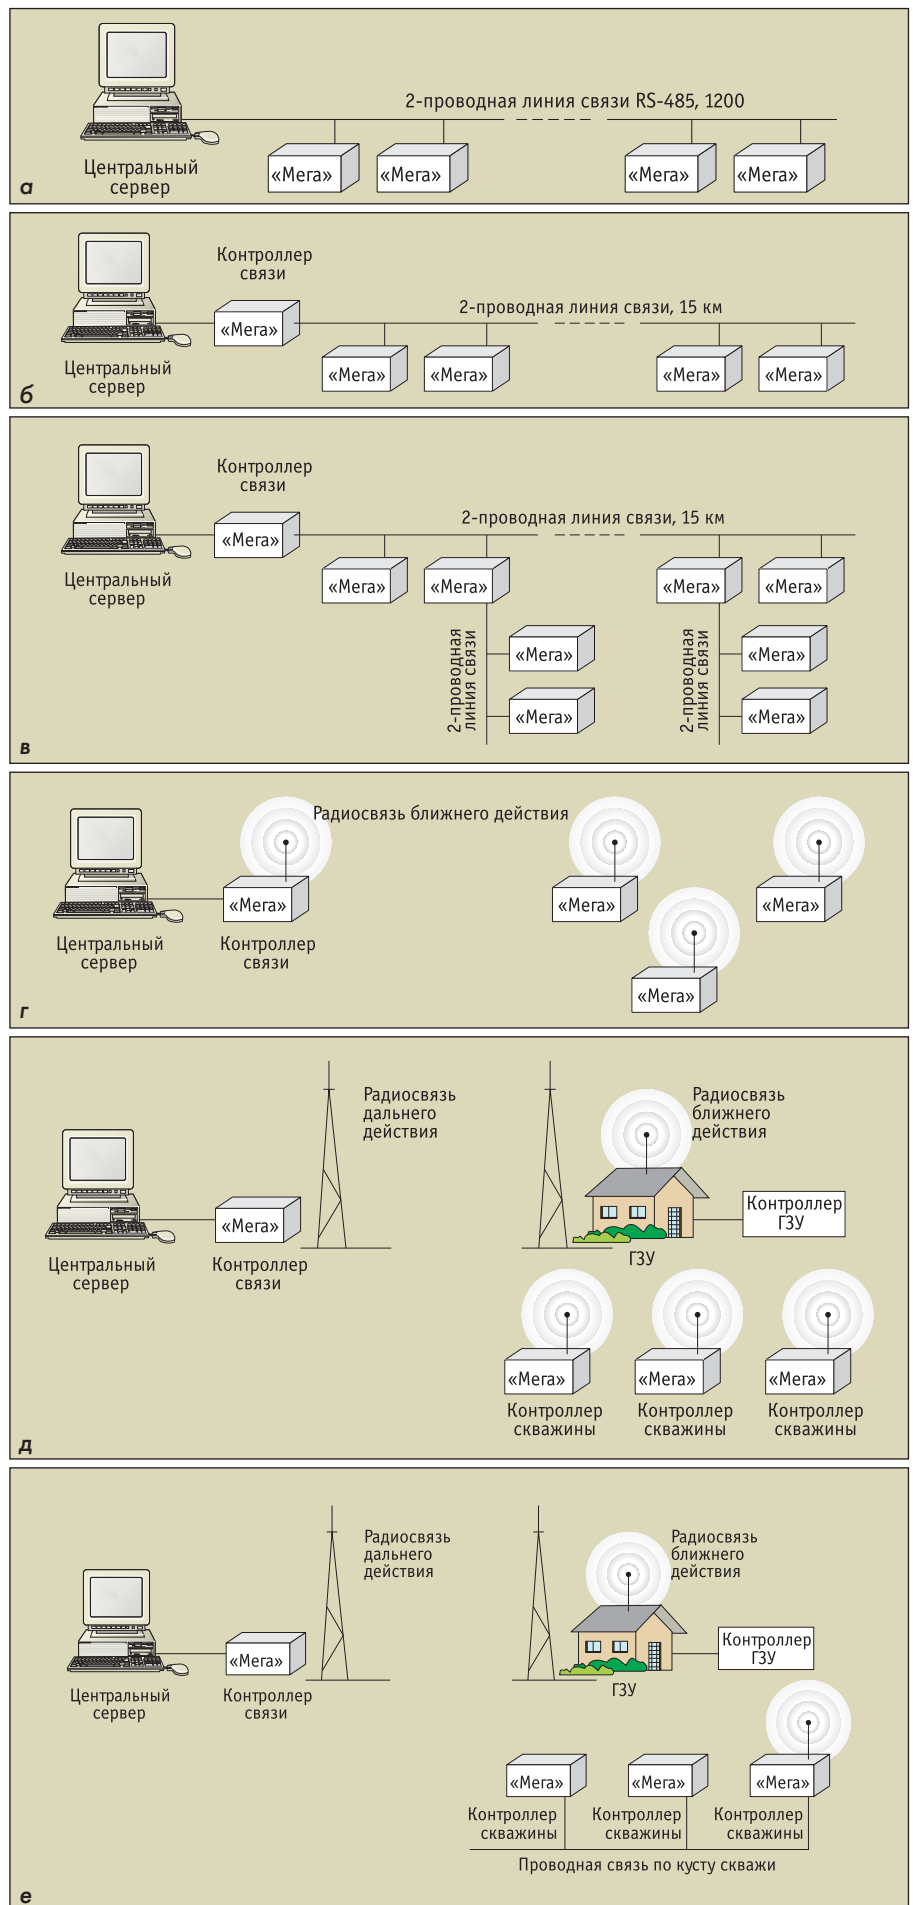 2-проводная линия связи RS-485, 1200
«Мега»
«Мега»
«Мега»
«Мега»
Центральный
сервер
а
Контроллер
связи
«Мега»
2-проводная линия связи, 15 км
«Мега»
«Мега»
«Мега»
«Мега»
Центральный
сервер
б
Контроллер
связи
«Мега»
2-проводная линия связи, 15 км
«Мега»
«Мега»
«Мега»
«Мега»
Центральный
сервер
2-проводная
линия связи
«Мега»
«Мега»
2-проводная
линия связи
«Мега»
«Мега»
в
Радиосвязь ближнего действия
«Мега»
«Мега»
«Мега»
«Мега»
Центральный
сервер
Контроллер
связи
г
Радиосвязь
дальнего
действия
Радиосвязь
ближнего
действия
«Мега»
Контроллер
ГЗУ
Центральный
сервер
Контроллер
связи
ГЗУ
«Мега»
«Мега»
«Мега»
Контроллер
скважины
Контроллер
скважины
Контроллер
скважины
д
Радиосвязь
дальнего
действия
Радиосвязь
ближнего
действия
«Мега»
Контроллер
ГЗУ
Центральный
сервер
Контроллер
связи
ГЗУ
«Мега»
«Мега»
«Мега»
Контроллер
скважины
Контроллер
скважины
Контроллер
скважины
Проводная связь по кусту скважи
е